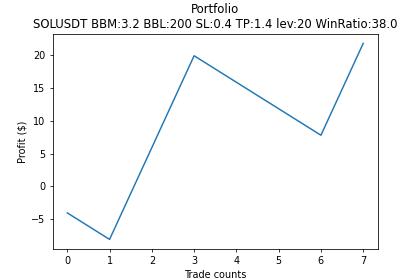 Portfolio
SOLUSDT BBM:3.2 BBL:200 SL:0.4 TP:1.4 lev:20 WinRatio:38.0
20
15
10
5
0
−5
Profit ($)
0 1 2 3 4 5 6 7
Trade counts